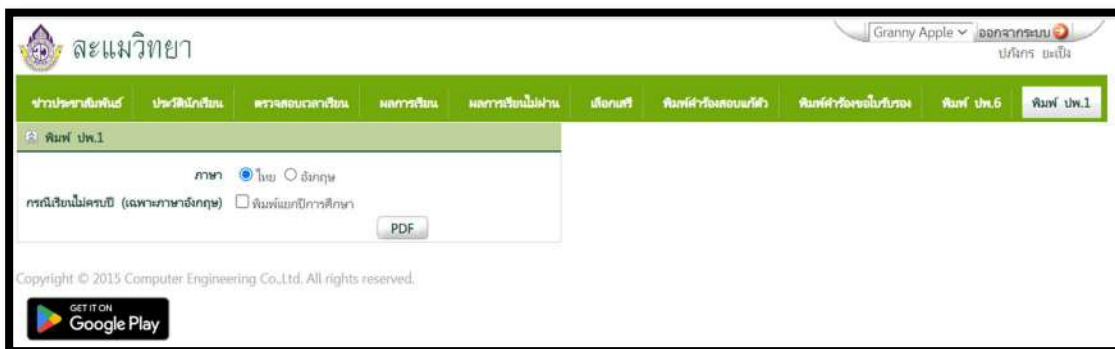 ละแมวิทยา
Granny Apple ออกจากระบบ
ปภังกร ยะเป็ง
ข่าวประชาสัมพันธ์ ประวัตินักเรียน ตรวจสอบเวลาเรียน ผลการเรียน ผลการเรียนไม่ผ่าน เลือกเสรี พิมพ์คำร้องสอบแก้ตัว พิมพ์คำร้องขอใบรับรอง พิมพ์ ปพ.6 พิมพ์ ปพ.1
พิมพ์ ปพ.1
ภาษา ไทย อังกฤษ
กรณีเรียนไม่ครบปี (เฉพาะภาษาอังกฤษ) พิมพ์แยกปีการศึกษา
PDF
Copyright © 2015 Computer Engineering Co.,Ltd. All rights reserved.
GET IT ON
Google Play